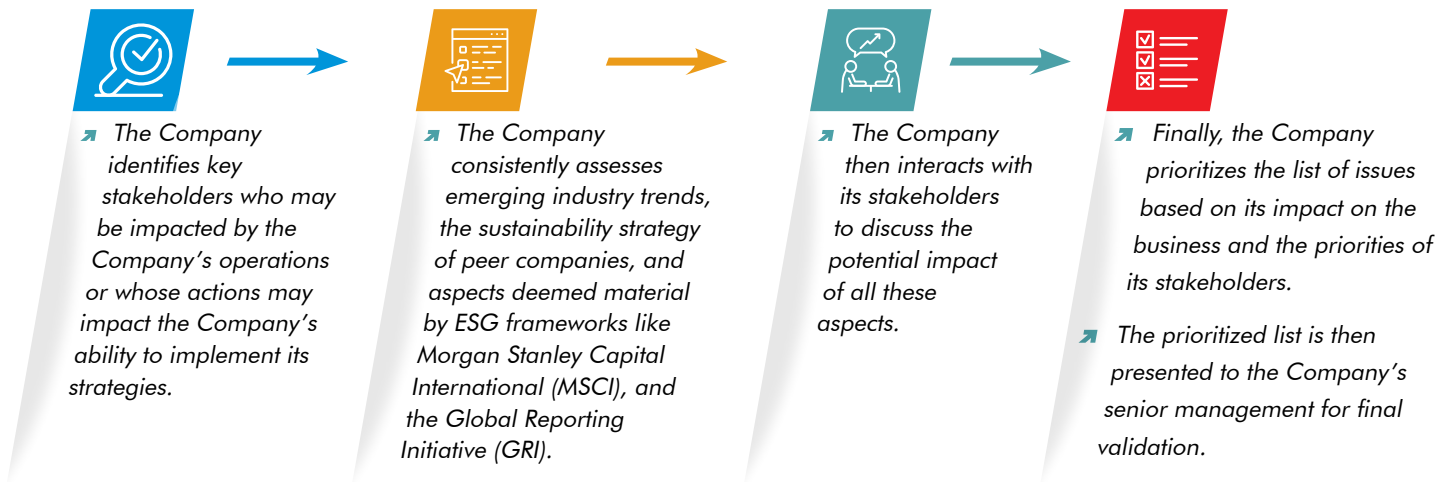 The Company
identifies key
stakeholders who may
be impacted by the
Company’s operations
or whose actions may
impact the Company’s
ability to implement its
strategies.
The Company
consistently assesses
emerging industry trends,
the sustainability strategy
of peer companies, and
aspects deemed material
by ESG frameworks like
Morgan Stanley Capital
International (MSCI), and
the Global Reporting
Initiative (GRI).
The Company
then interacts with
its stakeholders
to discuss the
potential impact
of all these
aspects.
Finally, the Company
prioritizes the list of issues
based on its impact on the
business and the priorities of
its stakeholders.
The prioritized list is then
presented to the Company’s
senior management for final
validation.